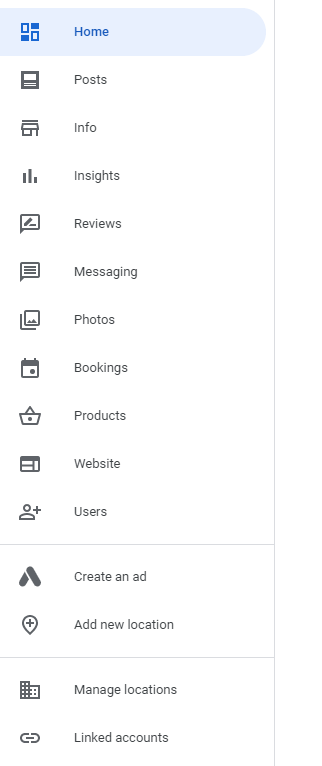 Home
Posts
Info
Insights
Reviews
Messaging
Photos
Bookings
Products
Website
Users
Create an ad
Add new location
Manage locations
Linked accounts